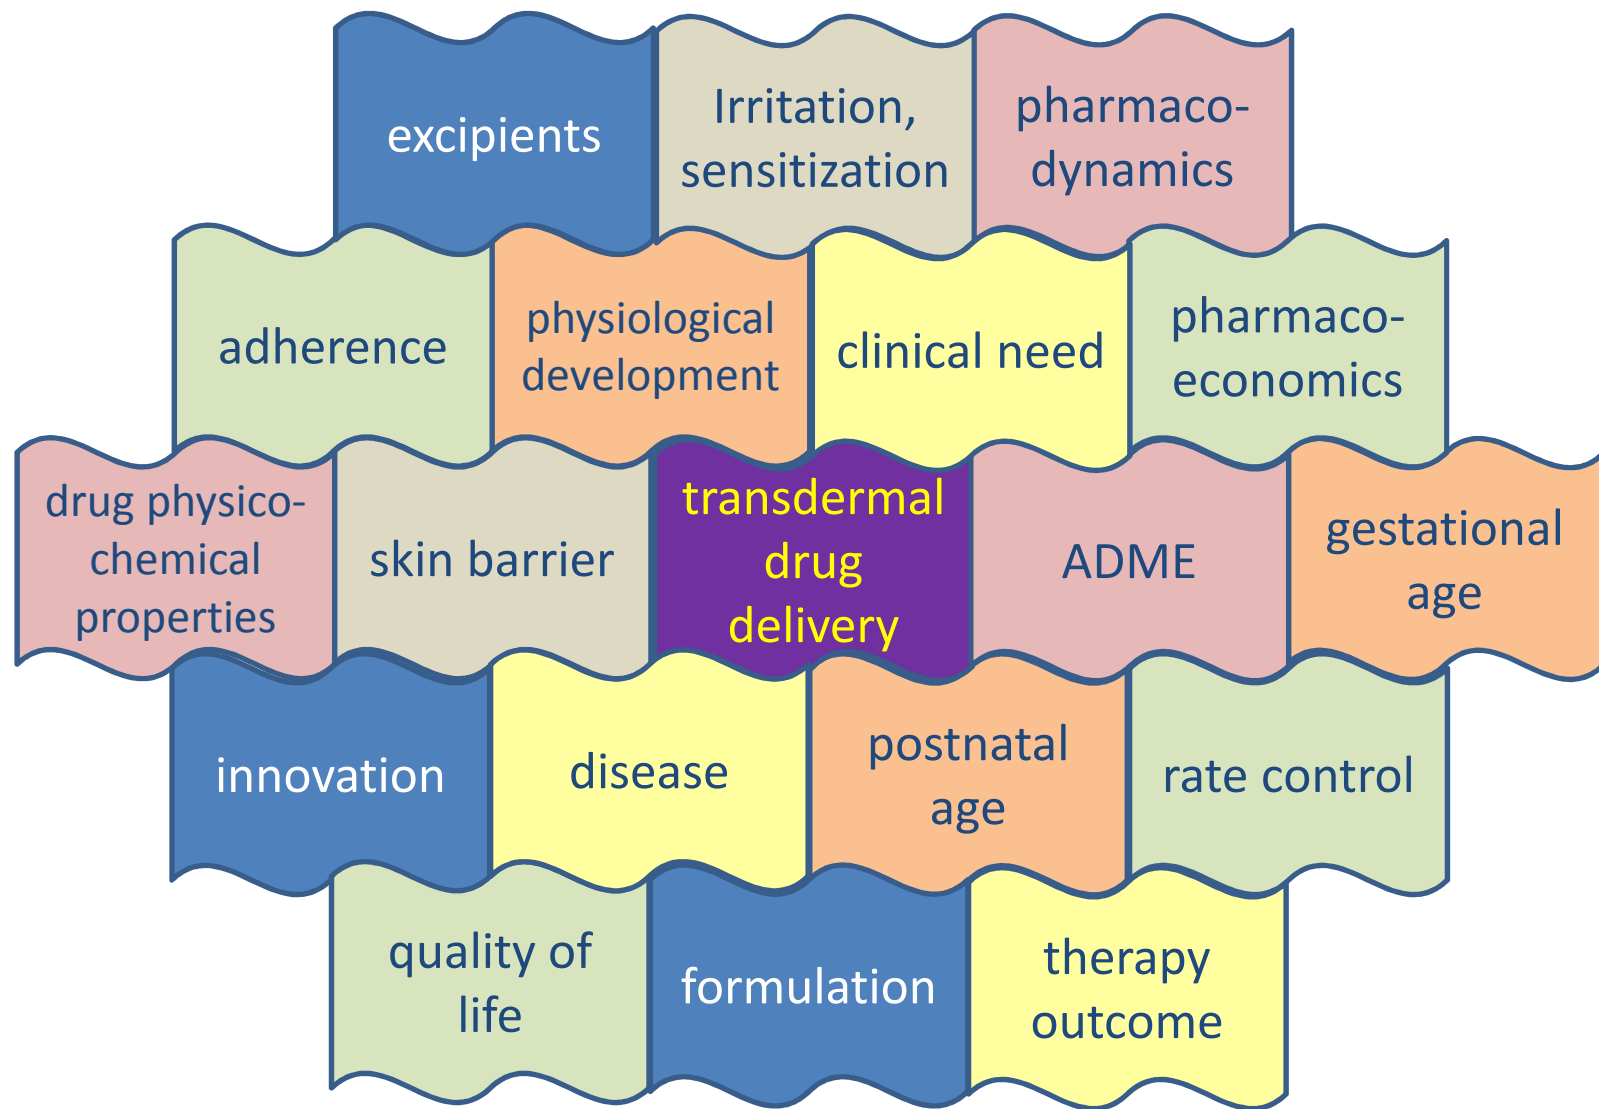 excipients
Irritation,
sensitization
pharmaco-
dynamics
adherence
physiological
development
clinical need
pharmaco-
economics
drug physico-
chemical
properties
skin barrier
transdermal
drug
delivery
ADME
gestational
age
innovation
disease
postnatal
age
rate control
quality of
life
formulation
therapy
outcome